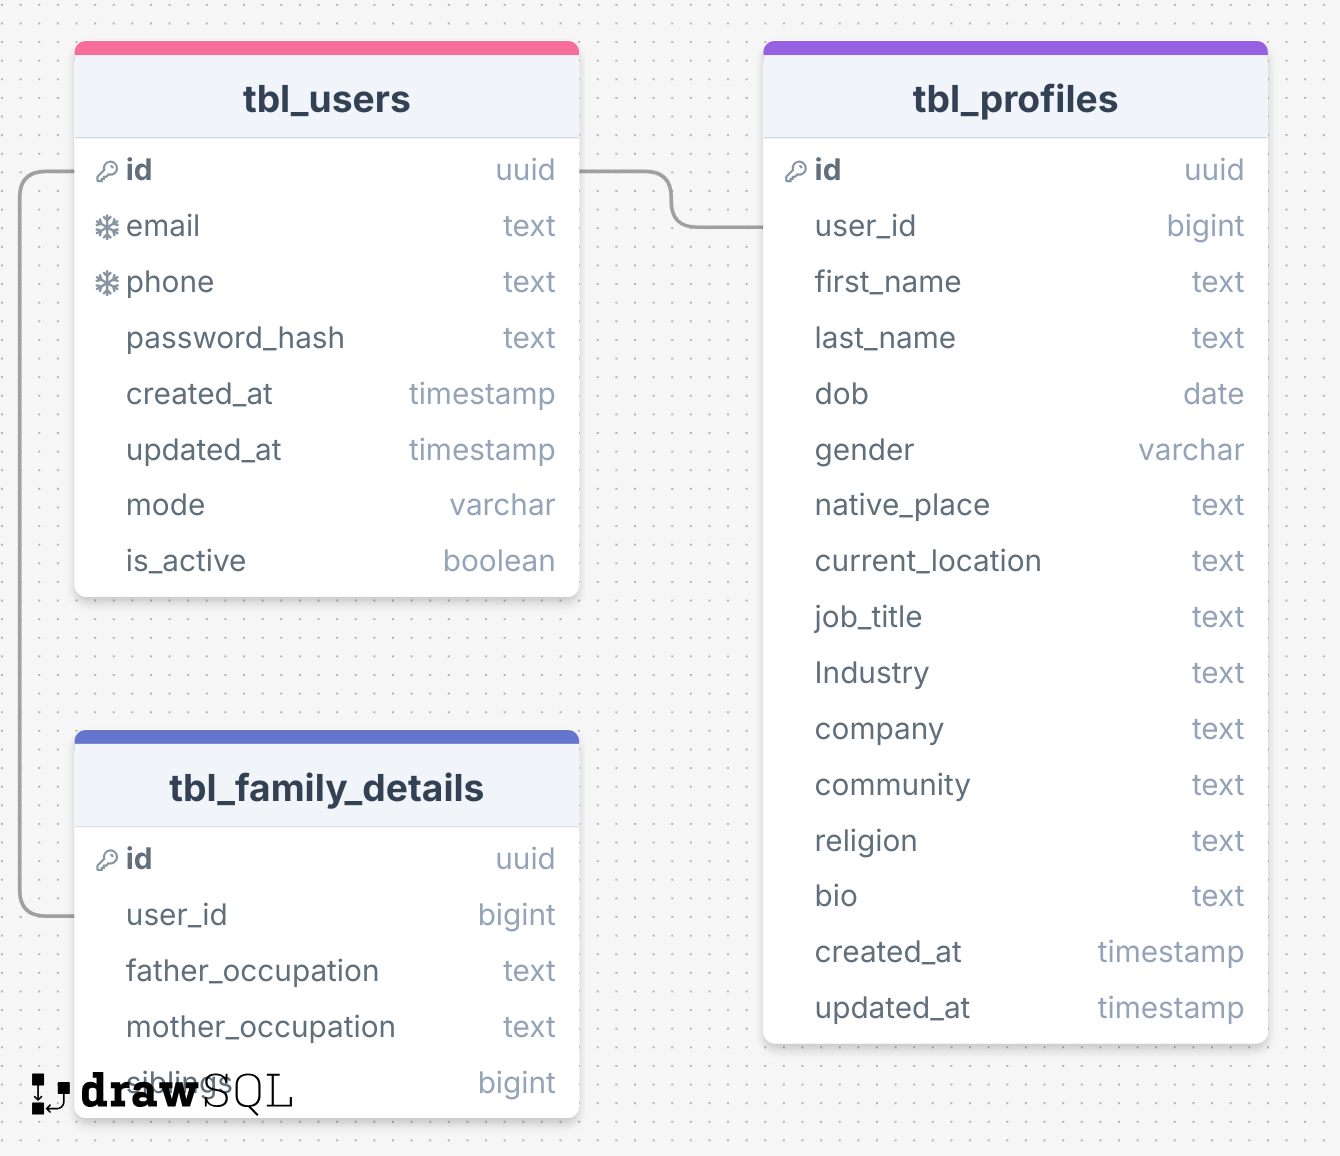 tbl_users
id uuid
email text
phone text
password_hash text
created_at timestamp
updated_at timestamp
mode varchar
is_active boolean
tbl_profiles
id uuid
user_id bigint
first_name text
last_name text
dob date
gender varchar
native_place text
current_location text
job_title text
Industry text
company text
community text
religion text
bio text
created_at timestamp
updated_at timestamp
tbl_family_details
id uuid
user_id bigint
father_occupation text
mother_occupation text
siblings bigint
drawSQL